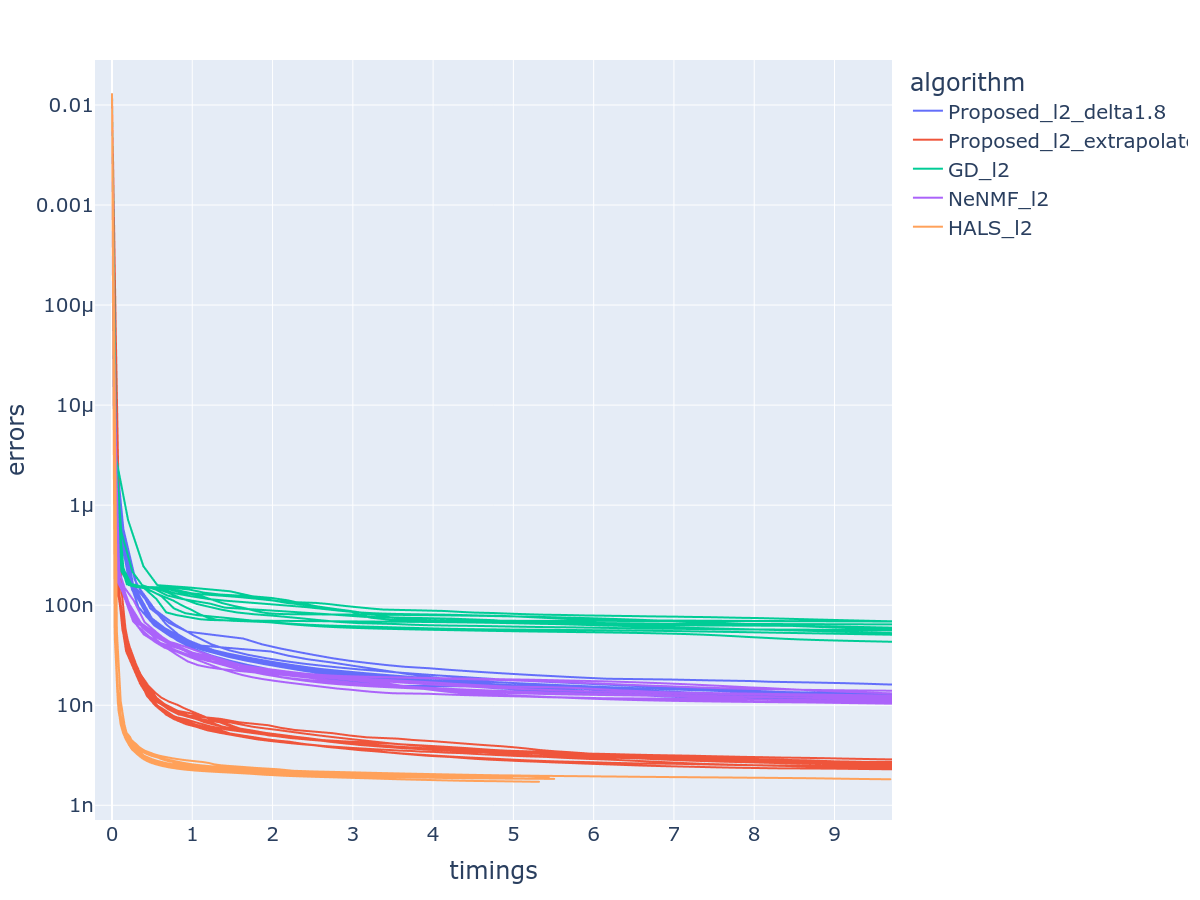 algorithm
Proposed_l2_delta1.8
Proposed_l2_extrapolat
GD_l2
NeNMF_l2
HALS_l2
errors
0.01
0.001
100μ
10μ
1μ
100n
10n
1n
0 1 2 3 4 5 6 7 8 9
timings